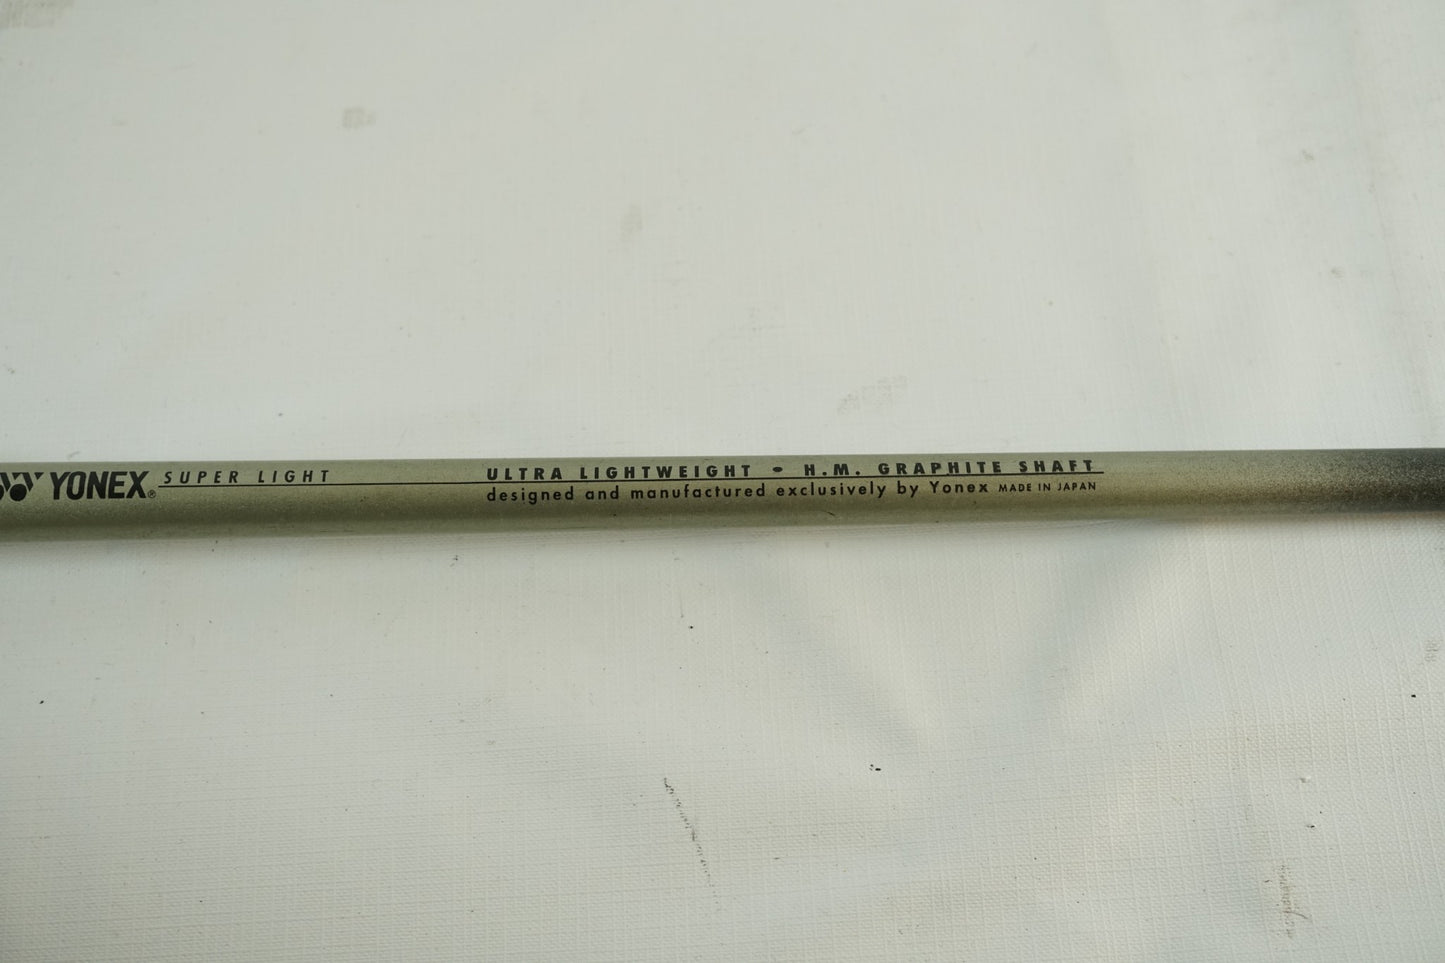 YONEX® SUPER LIGHT
ULTRA LIGHTWEIGHT • H.M. GRAPHITE SHAFT
designed and manufactured exclusively by Yonex MADE IN JAPAN